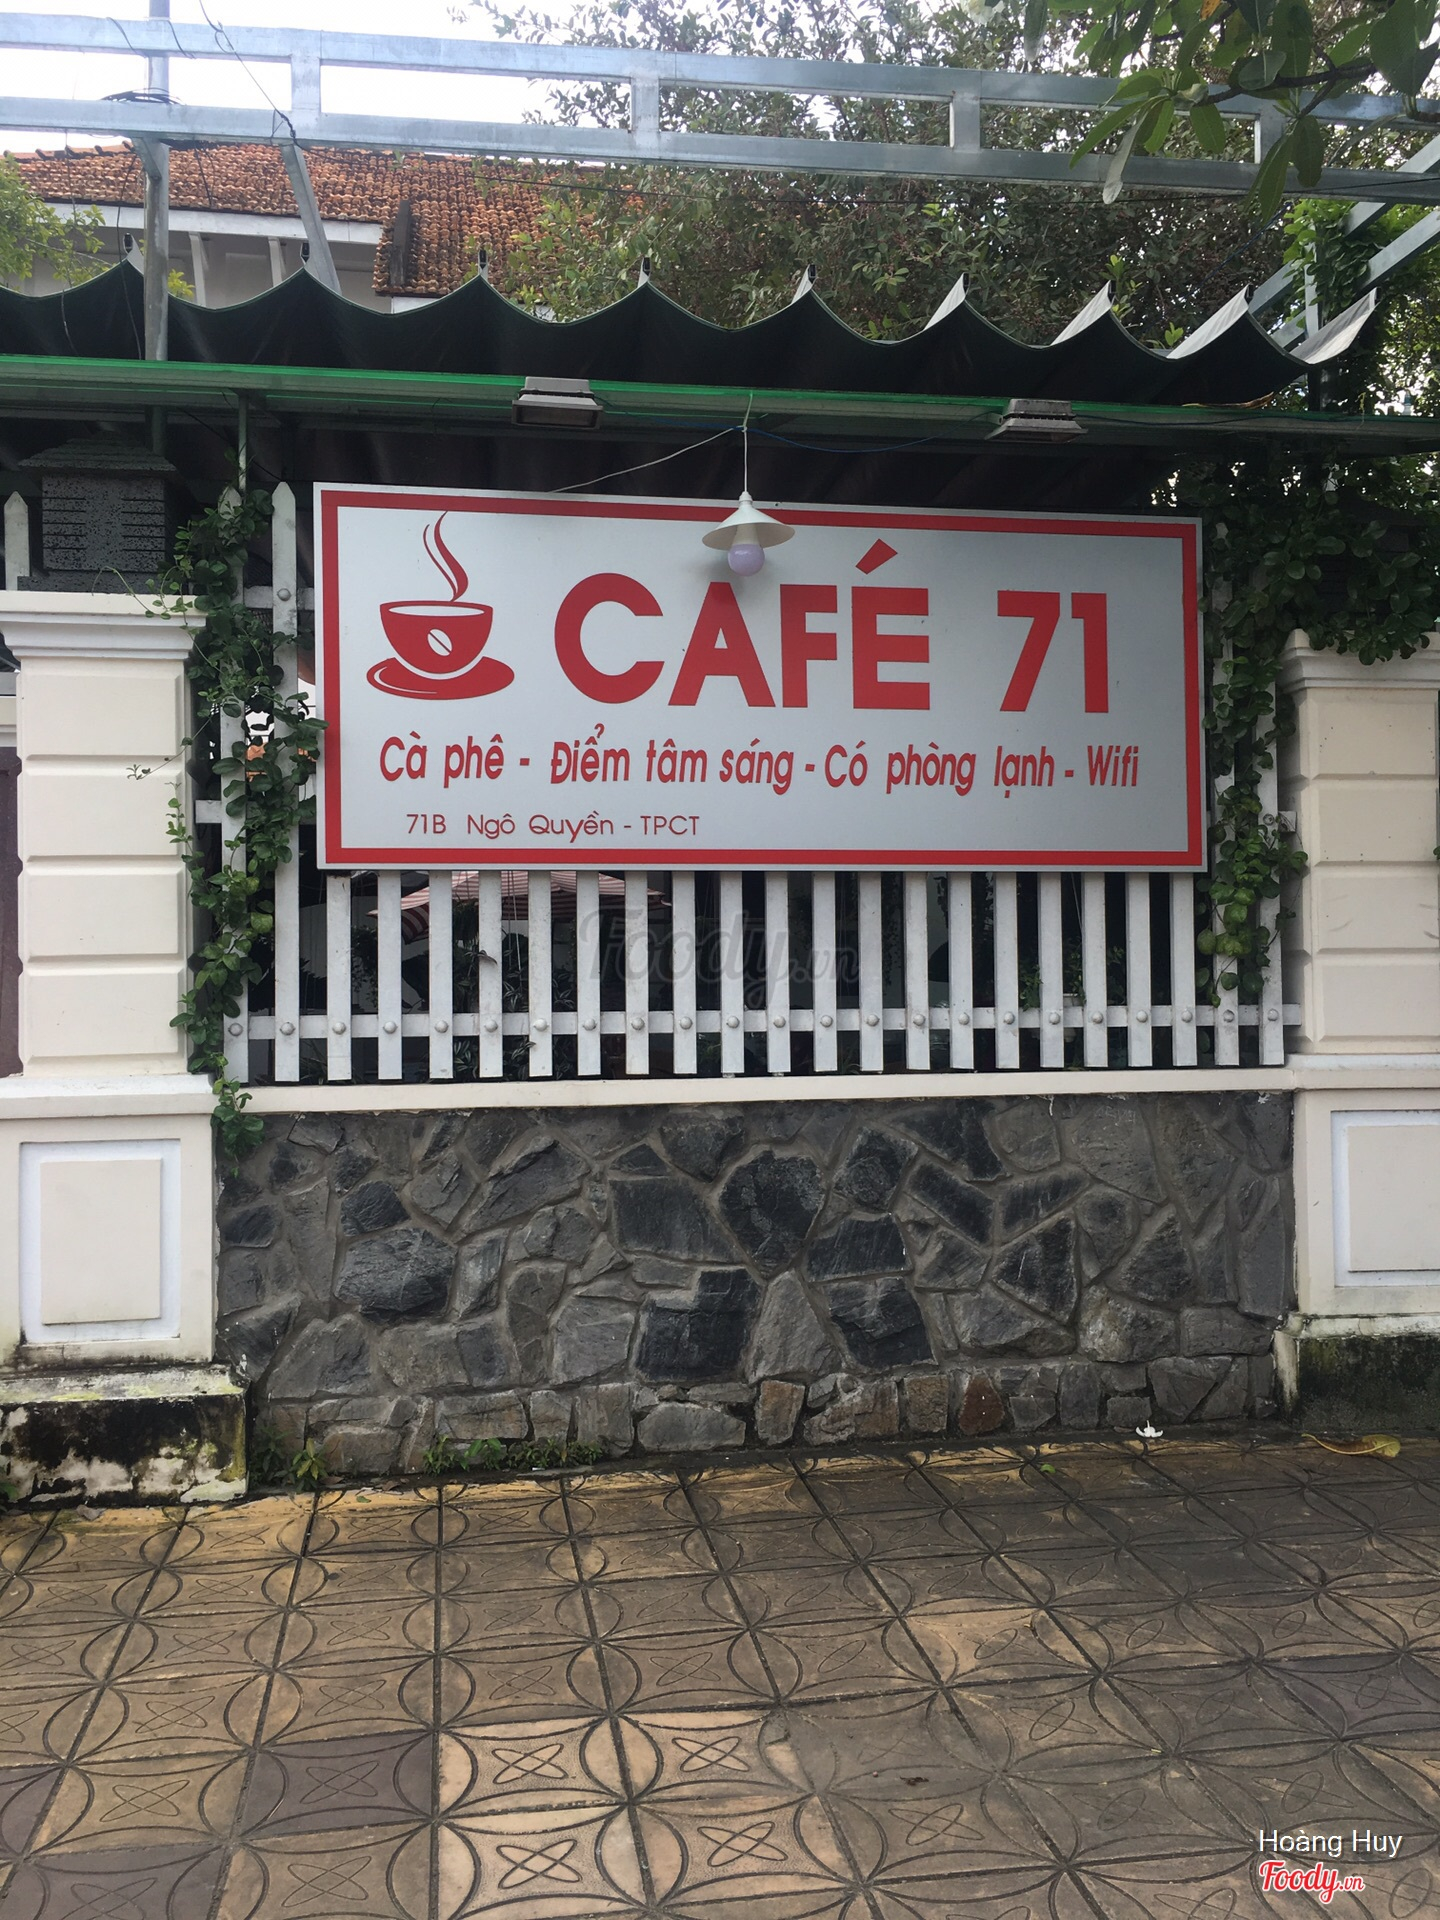 CAFÉ 71
Cà phê - Điểm tâm sáng - Có phòng lạnh - Wifi
71B Ngô Quyền - TPCT
Foody.vn
Hoàng Huy
Foody.vn